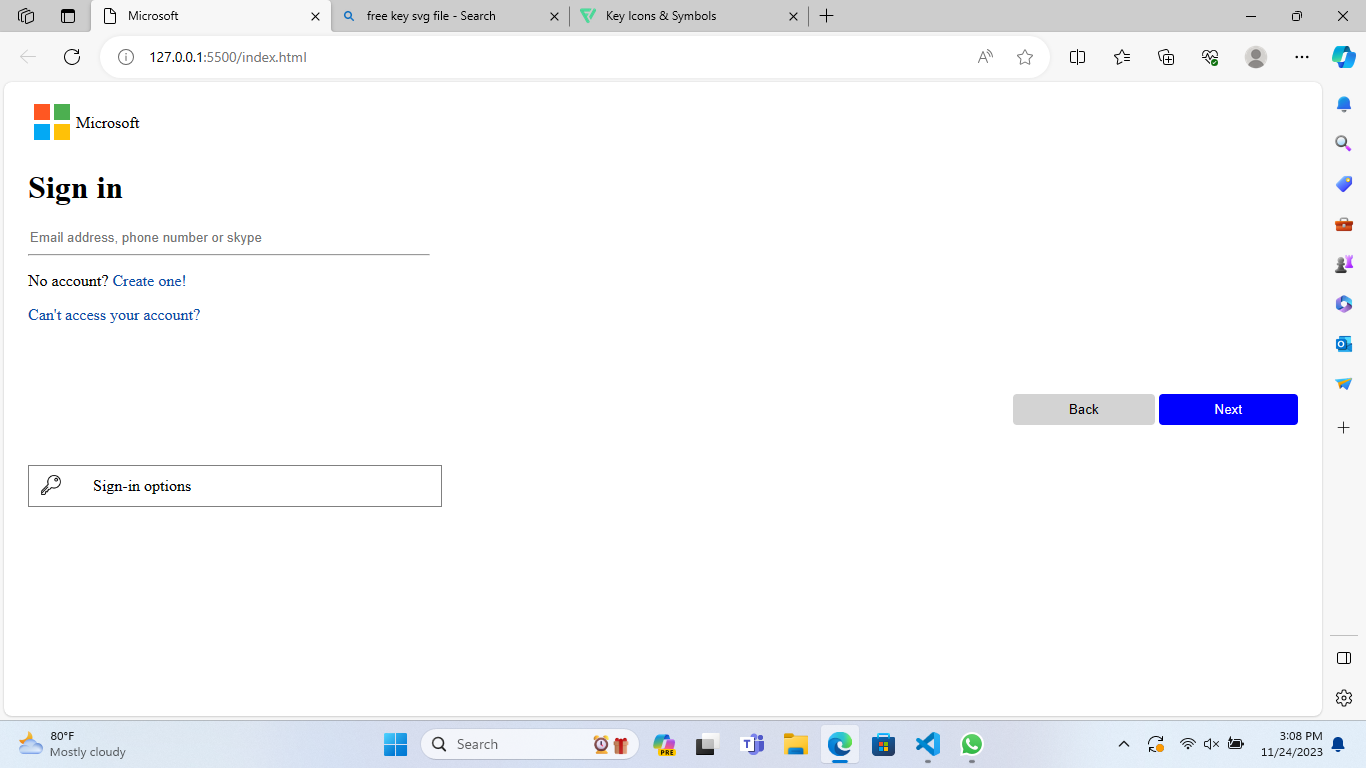 Microsoft
free key svg file - Search
Key Icons & Symbols
127.0.0.1:5500/index.html
Microsoft
Sign in
Email address, phone number or skype
No account? Create one!
Can't access your account?
Back
Next
Sign-in options
80°F
Mostly cloudy
Search
PRE
3:08 PM
11/24/2023